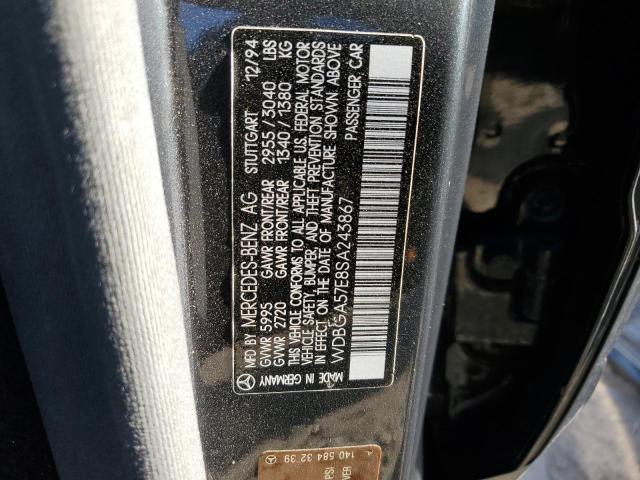 MFD BY MERCEDES-BENZ AG STUTTGART 12/94
GVWR 5995 GAWR FRONT/REAR 2955/3040 LBS
GVWR 2720 GAWR FRONT/REAR 1340/1380 KG
THIS VEHICLE CONFORMS TO ALL APPLICABLE U.S. FEDERAL MOTOR
VEHICLE SAFETY, BUMPER, AND THEFT PREVENTION STANDARDS
IN EFFECT ON THE DATE OF MANUFACTURE SHOWN ABOVE
WDBGA57E8SA243867 PASSENGER CAR
MADE IN GERMANY
140 584 32 39
PSI